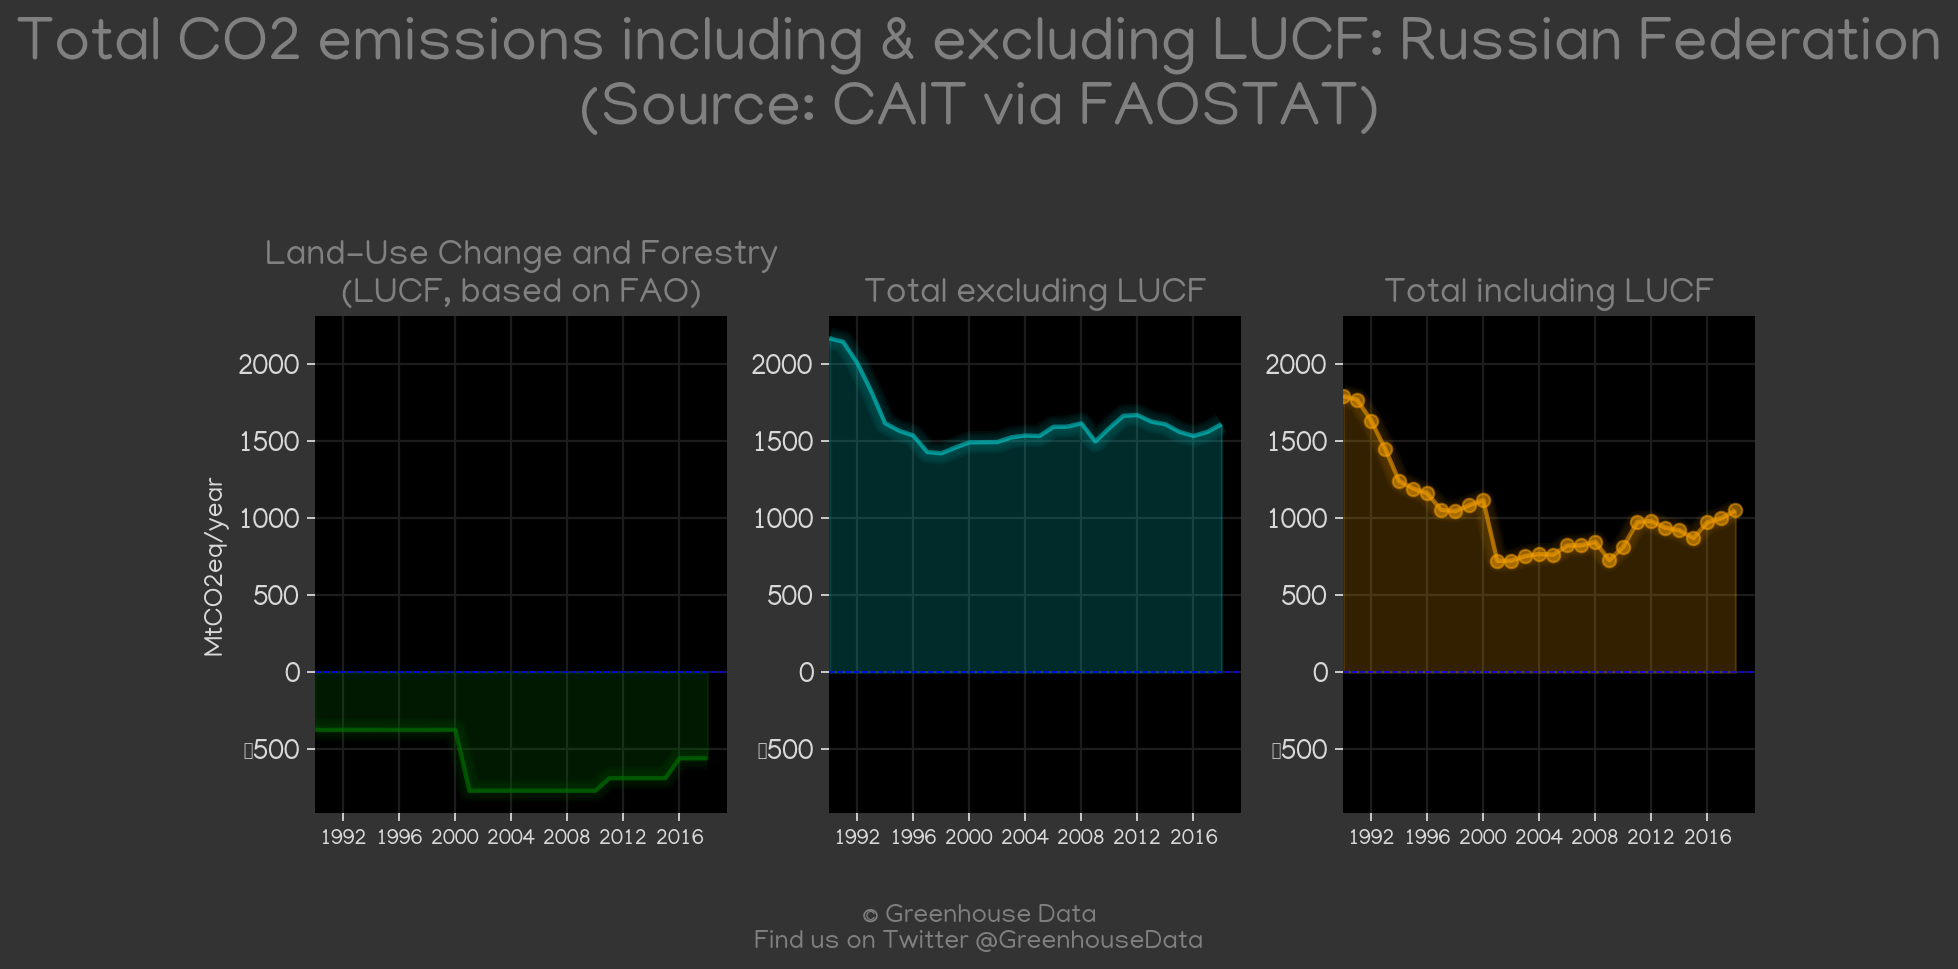 Total CO2 emissions including & excluding LUCF: Russian Federation
(Source: CAIT via FAOSTAT)
Land-Use Change and Forestry
(LUCF, based on FAO)
Total excluding LUCF
Total including LUCF
MtCO2eq/year
2000
1500
1000
500
0
▯500
1992 1996 2000 2004 2008 2012 2016
2000
1500
1000
500
0
▯500
1992 1996 2000 2004 2008 2012 2016
2000
1500
1000
500
0
▯500
1992 1996 2000 2004 2008 2012 2016
© Greenhouse Data
Find us on Twitter @GreenhouseData